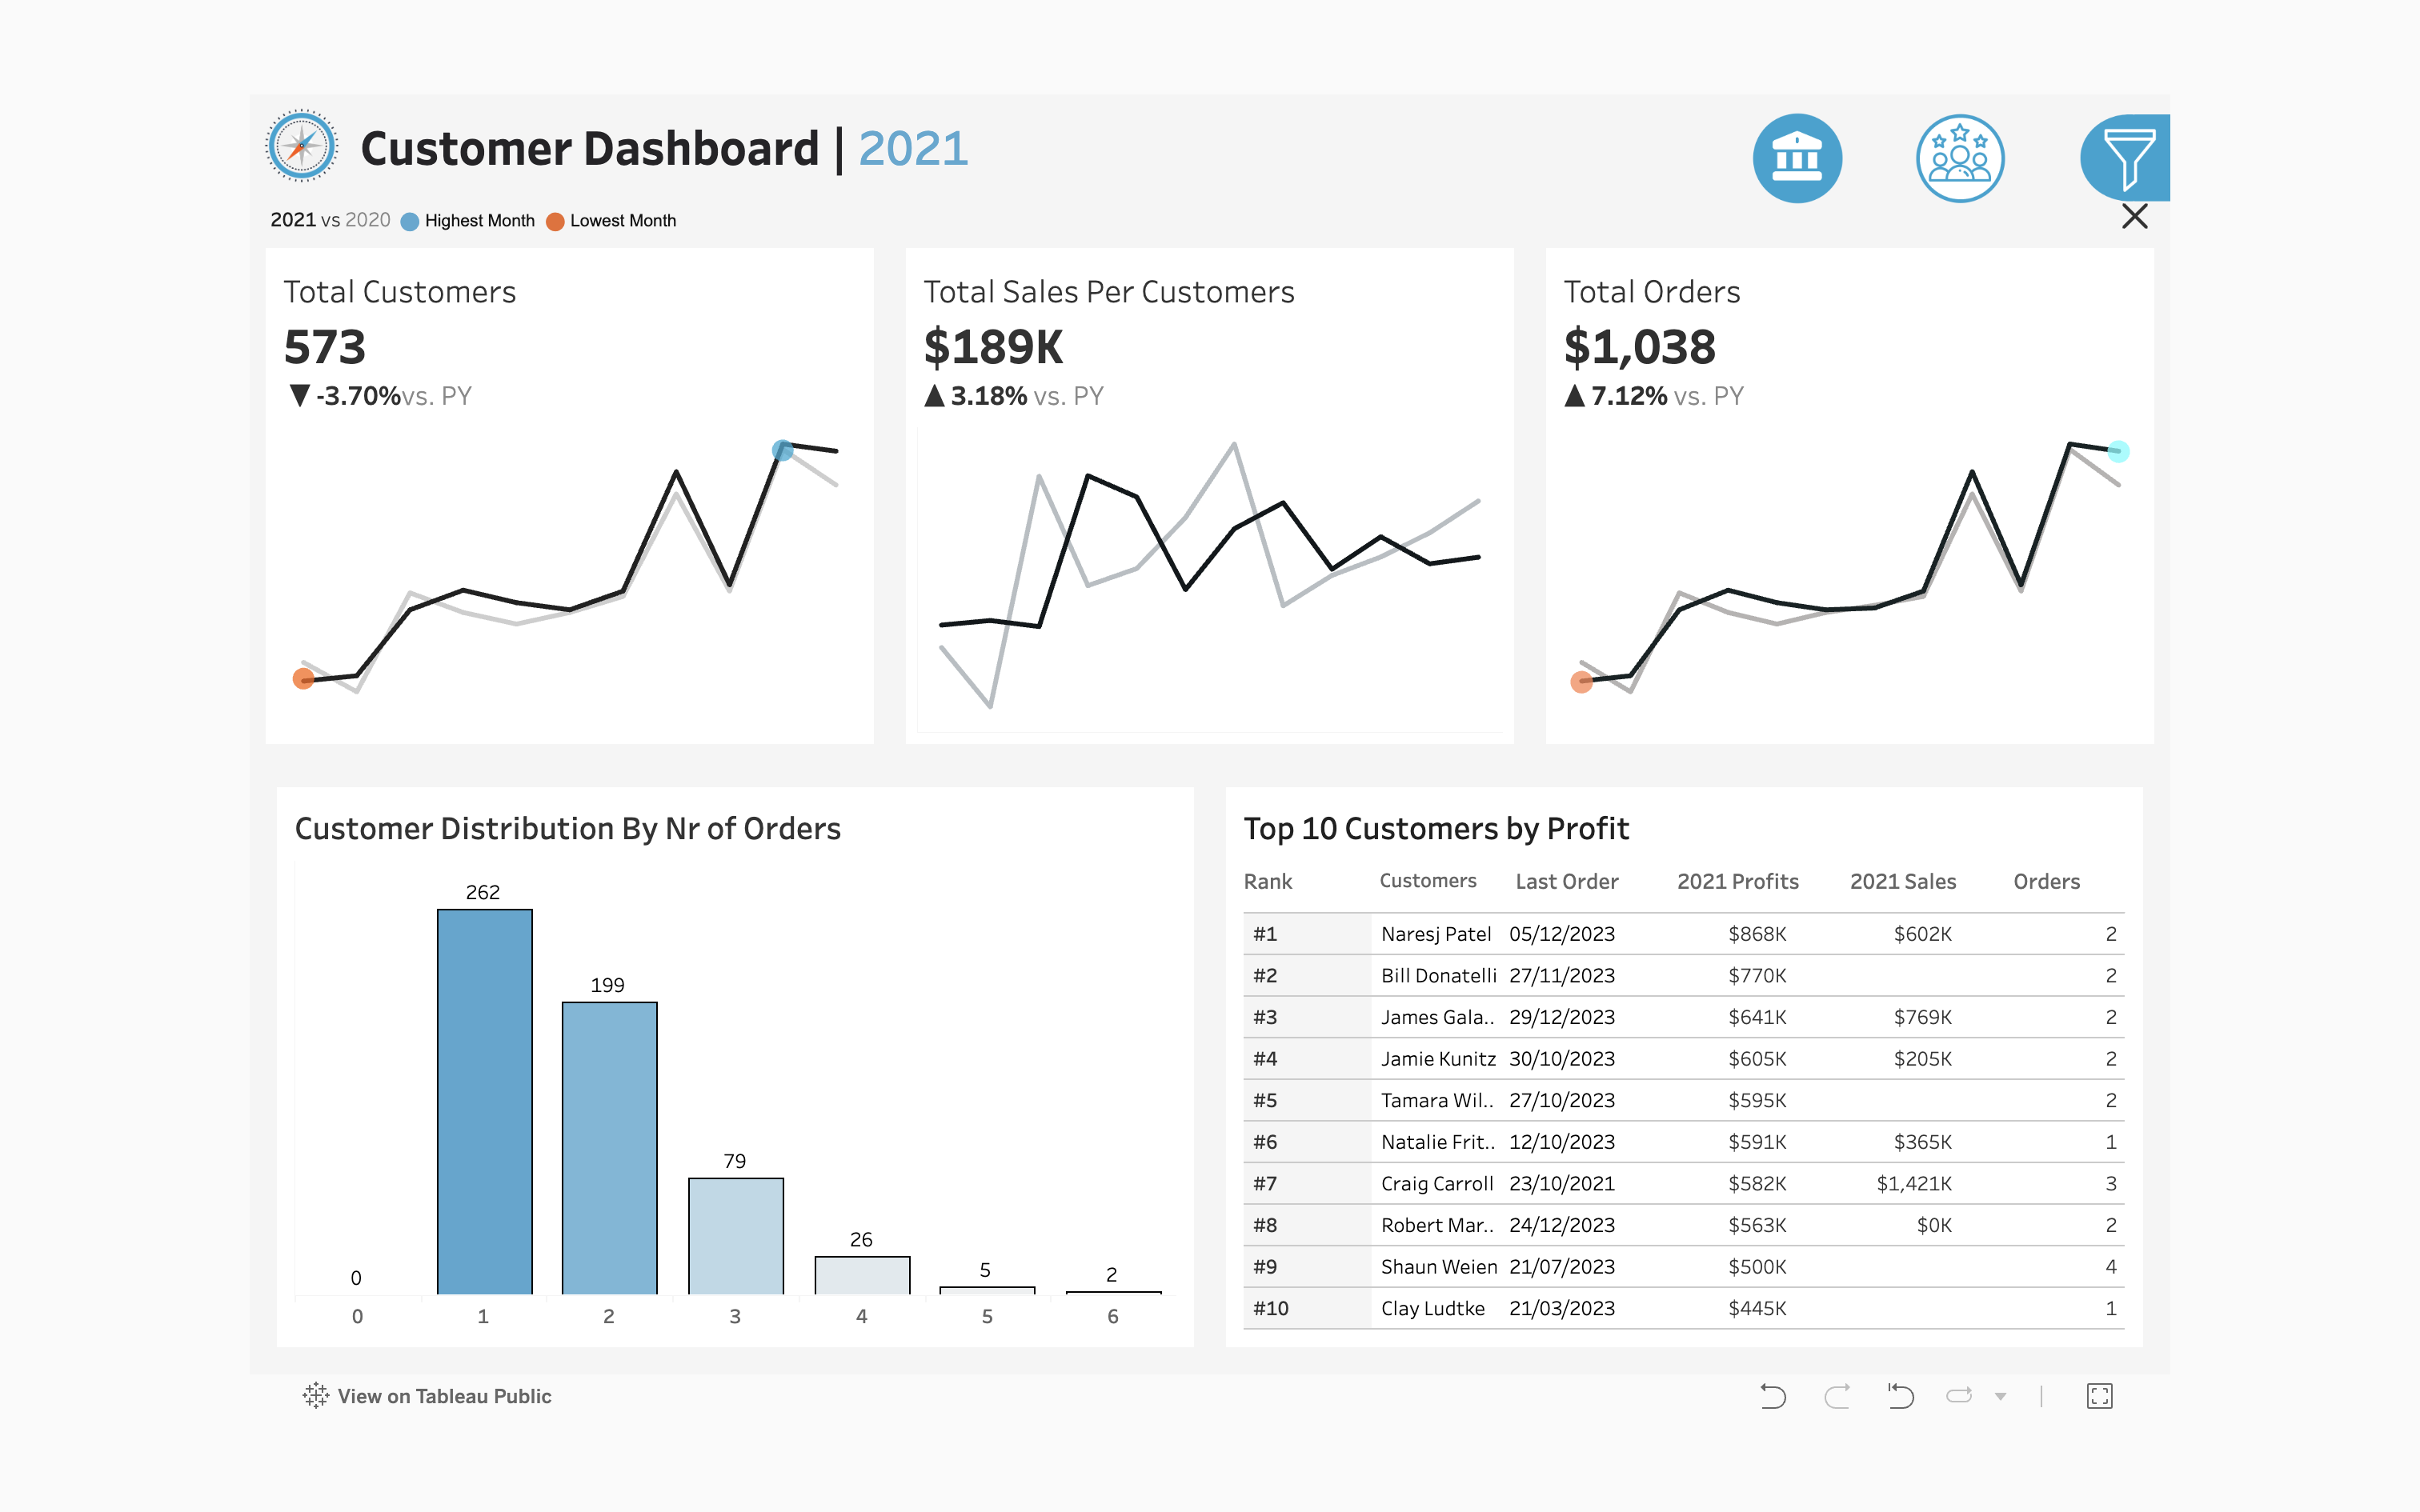 Customer Dashboard | 2021
2021 vs 2020 Highest Month Lowest Month
Total Customers
573
▼ -3.70%vs. PY
Total Sales Per Customers
$189K
▲ 3.18% vs. PY
Total Orders
$1,038
▲ 7.12% vs. PY
Customer Distribution By Nr of Orders
262
199
79
26
5
2
0
0 1 2 3 4 5 6
Top 10 Customers by Profit
Rank Customers Last Order 2021 Profits 2021 Sales Orders
#1 Naresj Patel 05/12/2023 $868K $602K 2
#2 Bill Donatelli 27/11/2023 $770K 2
#3 James Gala.. 29/12/2023 $641K $769K 2
#4 Jamie Kunitz 30/10/2023 $605K $205K 2
#5 Tamara Wil.. 27/10/2023 $595K 2
#6 Natalie Frit.. 12/10/2023 $591K $365K 1
#7 Craig Carroll 23/10/2021 $582K $1,421K 3
#8 Robert Mar.. 24/12/2023 $563K $0K 2
#9 Shaun Weien 21/07/2023 $500K 4
#10 Clay Ludtke 21/03/2023 $445K 1
View on Tableau Public